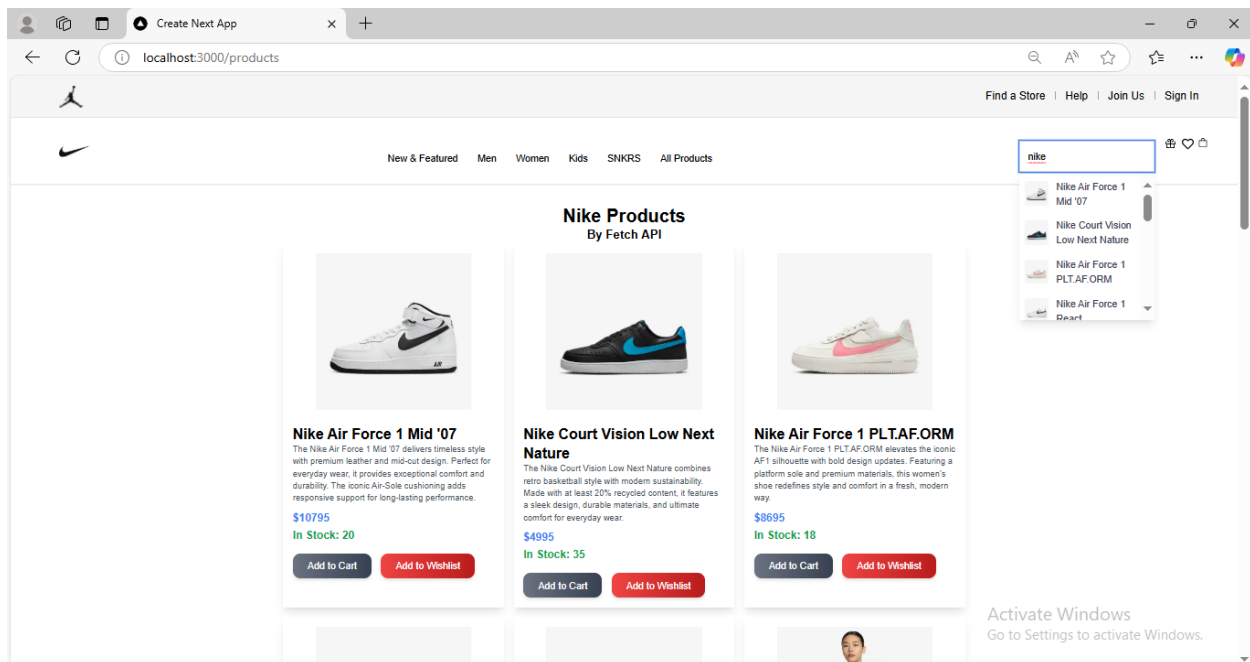 Create Next App
localhost:3000/products
Find a Store | Help | Join Us | Sign In
New & Featured Men Women Kids SNKRS All Products
nike
Nike Air Force 1
Mid '07
Nike Court Vision
Low Next Nature
Nike Air Force 1
PLT.AF.ORM
Nike Air Force 1
React
Nike Products
By Fetch API
AIR
Nike Air Force 1 Mid '07
The Nike Air Force 1 Mid '07 delivers timeless style
with premium leather and mid-cut design. Perfect for
everyday wear, it provides exceptional comfort and
durability. The iconic Air-Sole cushioning adds
responsive support for long-lasting performance.
$10795
In Stock: 20
Add to Cart Add to Wishlist
Nike Court Vision Low Next
Nature
The Nike Court Vision Low Next Nature combines
retro basketball style with modern sustainability.
Made with at least 20% recycled content, it features
a sleek design, durable materials, and ultimate
comfort for everyday wear.
$4995
In Stock: 35
Add to Cart Add to Wishlist
Nike Air Force 1 PLT.AF.ORM
The Nike Air Force 1 PLT.AF.ORM elevates the iconic
AF1 silhouette with bold design updates. Featuring a
platform sole and premium materials, this women's
shoe redefines style and comfort in a fresh, modern
way.
$8695
In Stock: 18
Add to Cart Add to Wishlist
Activate Windows
Go to Settings to activate Windows.